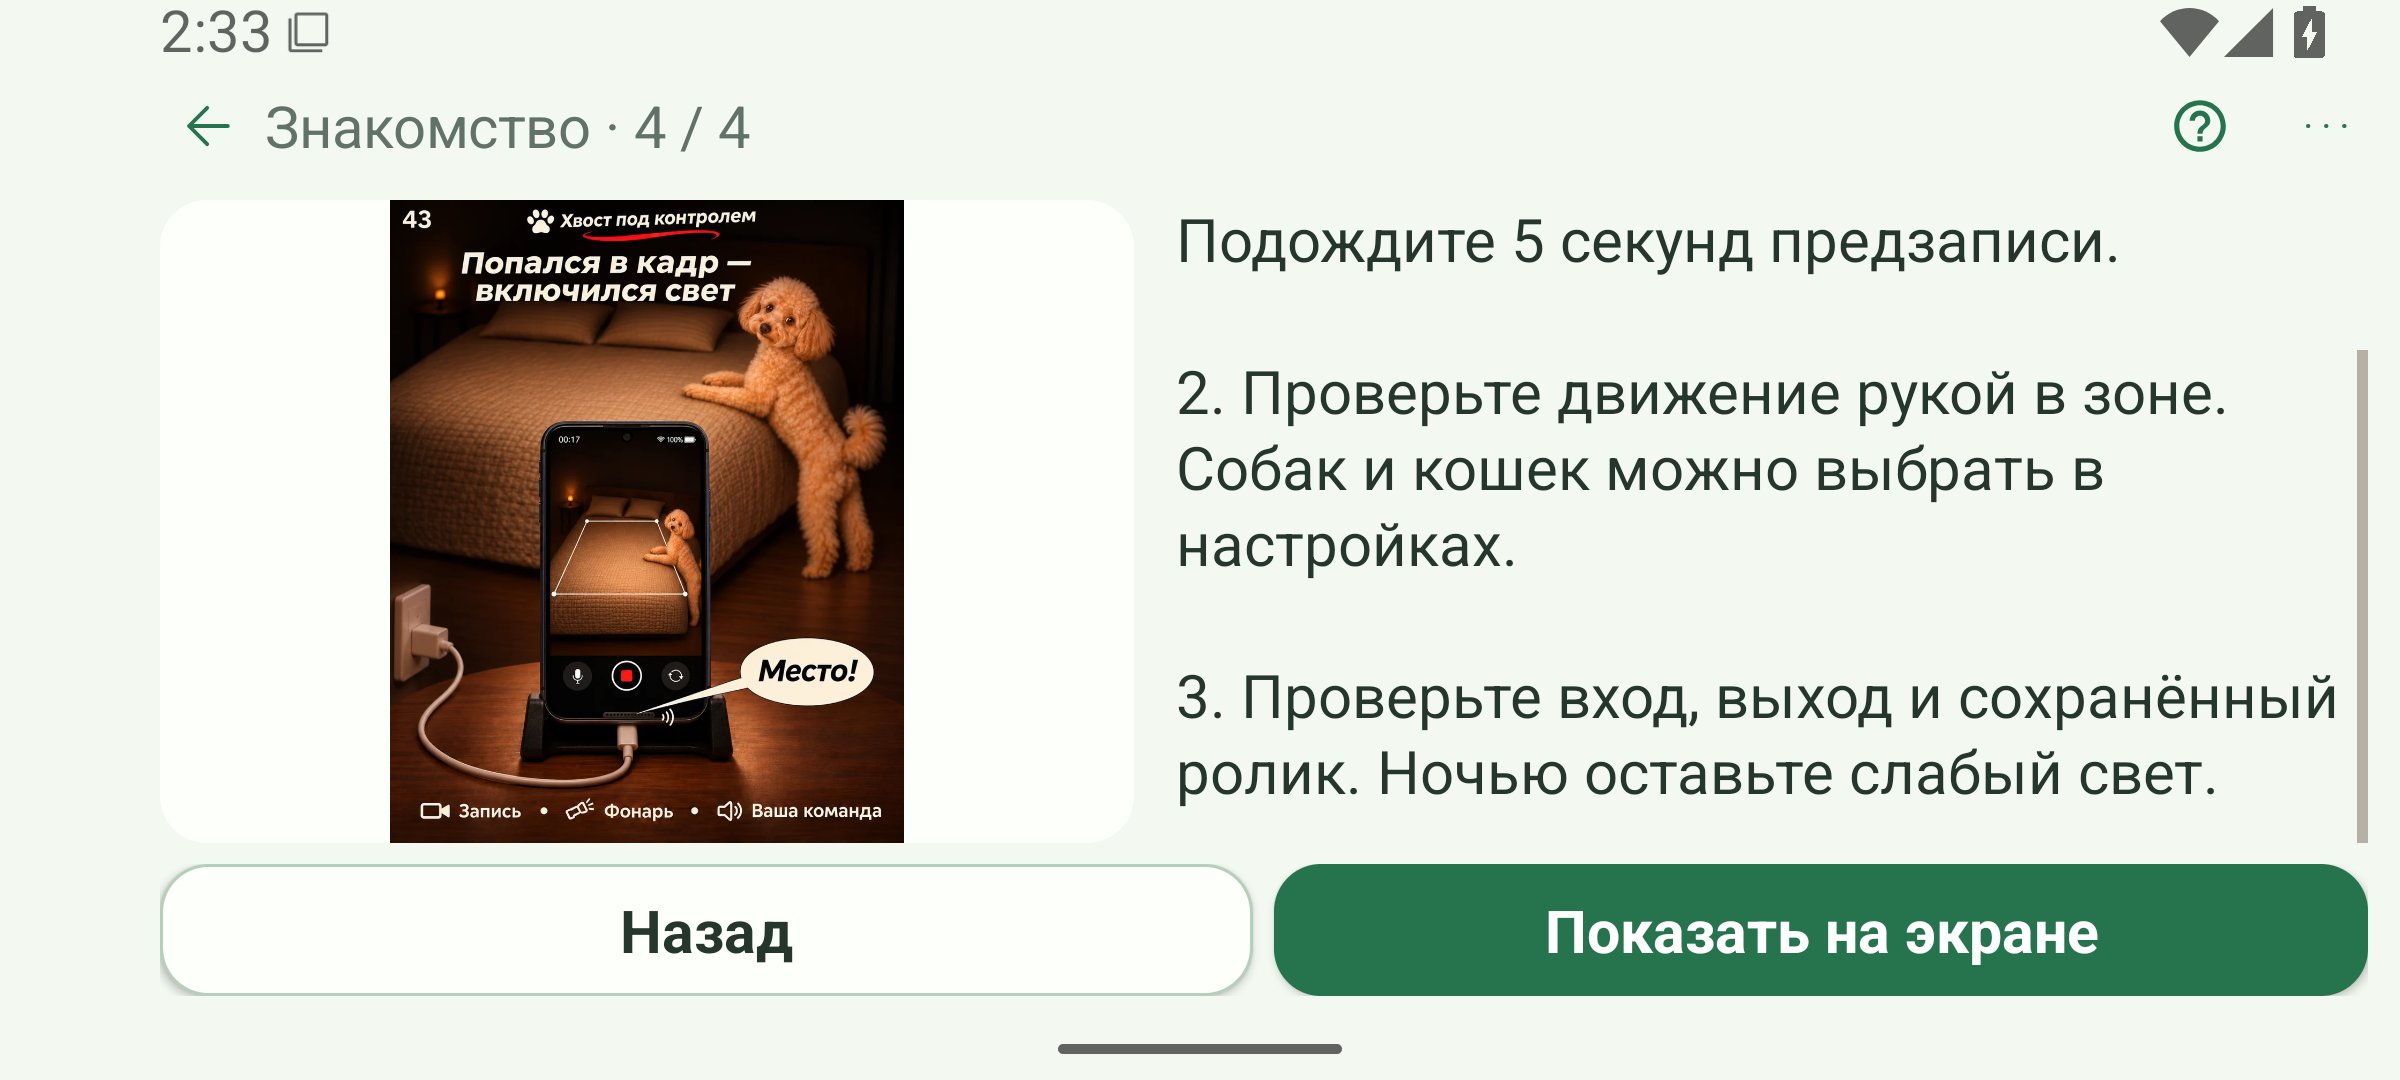 2:33
Знакомство · 4 / 4
43
Хвост под контролем
Попался в кадр —
включился свет
00:17
100%
Место!
Запись • Фонарь • Ваша команда
Подождите 5 секунд предзаписи.
2. Проверьте движение рукой в зоне.
Собак и кошек можно выбрать в
настройках.
3. Проверьте вход, выход и сохранённый
ролик. Ночью оставьте слабый свет.
Назад
Показать на экране